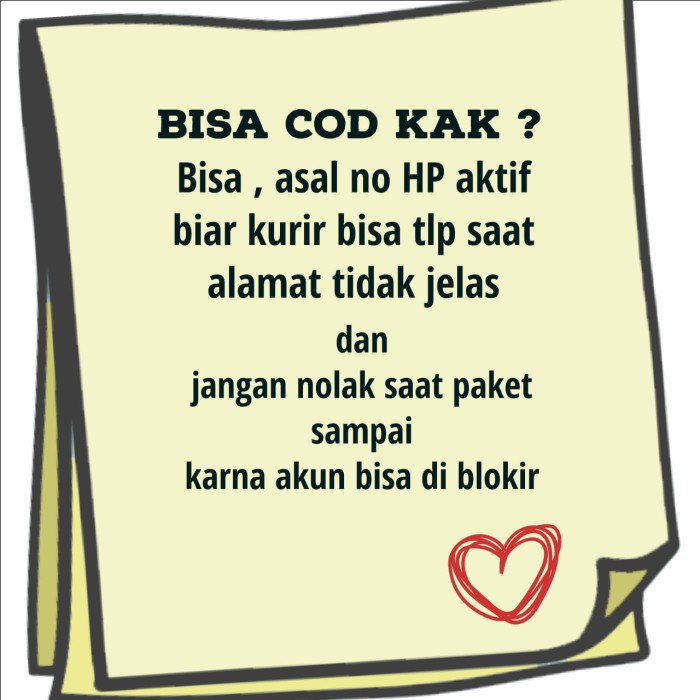 BISA COD KAK ?
Bisa , asal no HP aktif
biar kurir bisa tlp saat
alamat tidak jelas
dan
jangan nolak saat paket
sampai
karna akun bisa di blokir